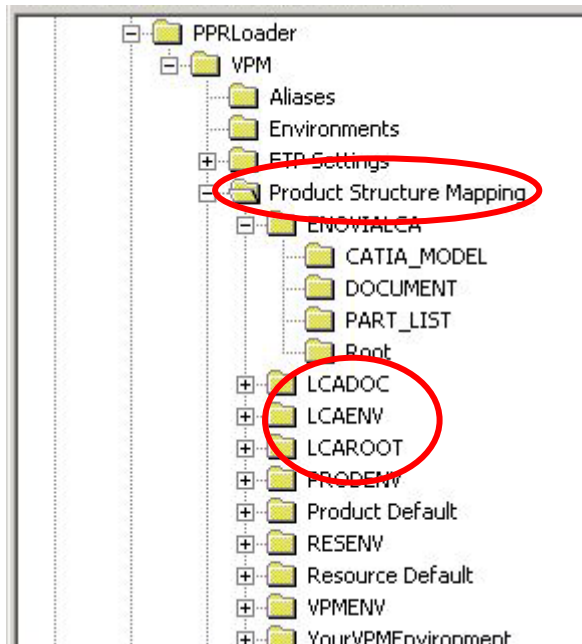 PPRLoader
VPM
Aliases
Environments
FTP Settings
Product Structure Mapping
ENOVIALCA
CATIA_MODEL
DOCUMENT
PART_LIST
Root
LCADOC
LCAENV
LCAROOT
PRODENV
Product Default
RESENV
Resource Default
VPMENV
YourVPMEnvironment